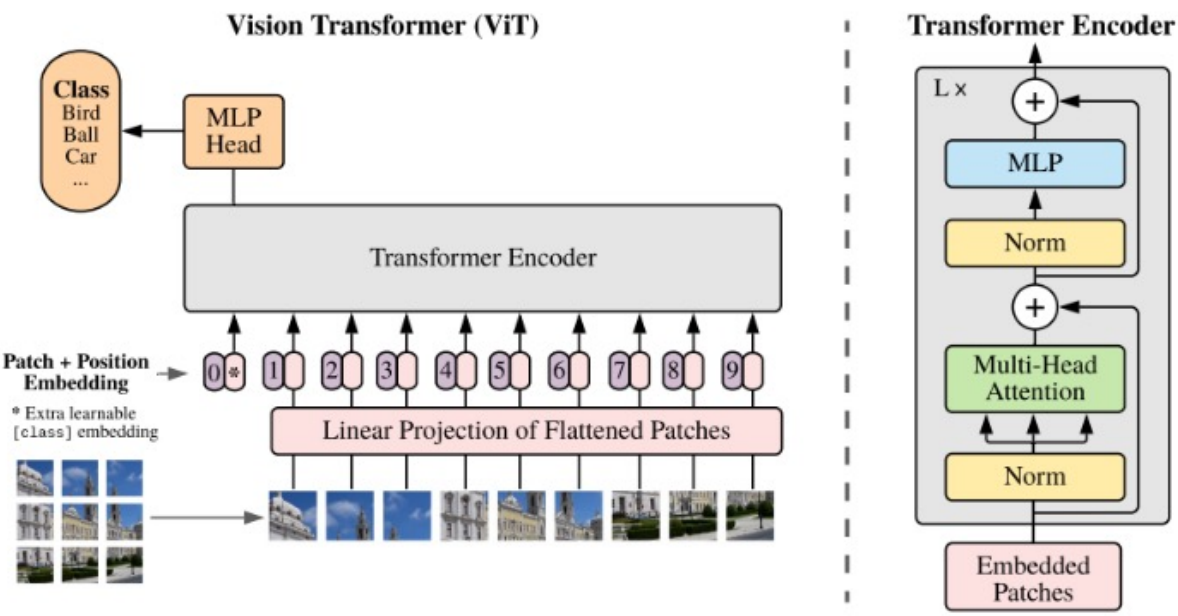 Vision Transformer (ViT)
Class
Bird
Ball
Car
...
MLP
Head
Transformer Encoder
Patch + Position
Embedding
0 * 1 2 3 4 5 6 7 8 9
* Extra learnable
[class] embedding
Linear Projection of Flattened Patches
Transformer Encoder
L ×
+
MLP
Norm
+
Multi-Head
Attention
Norm
Embedded
Patches